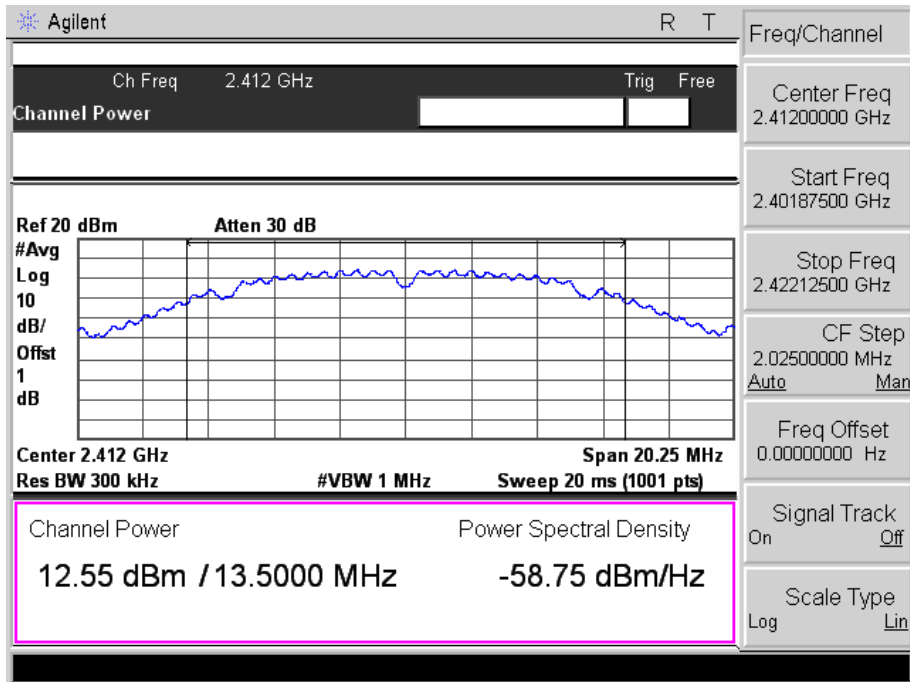 Agilent R T
Ch Freq 2.412 GHz Trig Free
Channel Power
Ref 20 dBm Atten 30 dB
#Avg
Log
10
dB/
Offst
1
dB
Center 2.412 GHz Span 20.25 MHz
Res BW 300 kHz #VBW 1 MHz Sweep 20 ms (1001 pts)
Channel Power Power Spectral Density
12.55 dBm / 13.5000 MHz -58.75 dBm/Hz
Freq/Channel
Center Freq
2.41200000 GHz
Start Freq
2.40187500 GHz
Stop Freq
2.42212500 GHz
CF Step
2.02500000 MHz
Auto Man
Freq Offset
0.00000000 Hz
Signal Track
On Off
Scale Type
Log Lin